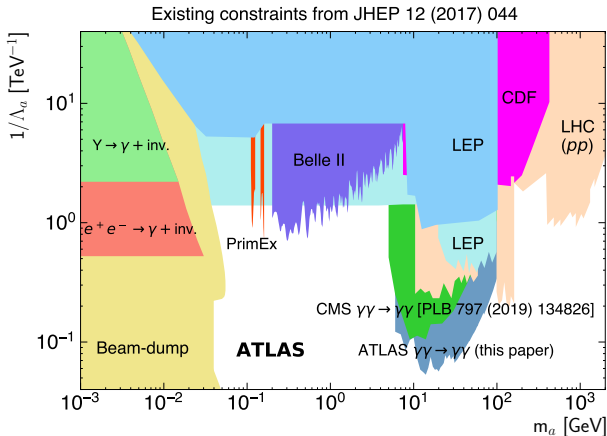 Existing constraints from JHEP 12 (2017) 044
1/Λₐ [TeV⁻¹]
10¹
10⁰
10⁻¹
CDF
LHC
(pp)
Υ → γ + inv.
Belle II
LEP
e⁺e⁻ → γ + inv.
PrimEx
LEP
CMS γγ → γγ [PLB 797 (2019) 134826]
Beam-dump
ATLAS
ATLAS γγ → γγ (this paper)
10⁻³ 10⁻² 10⁻¹ 10⁰ 10¹ 10² 10³
mₐ [GeV]